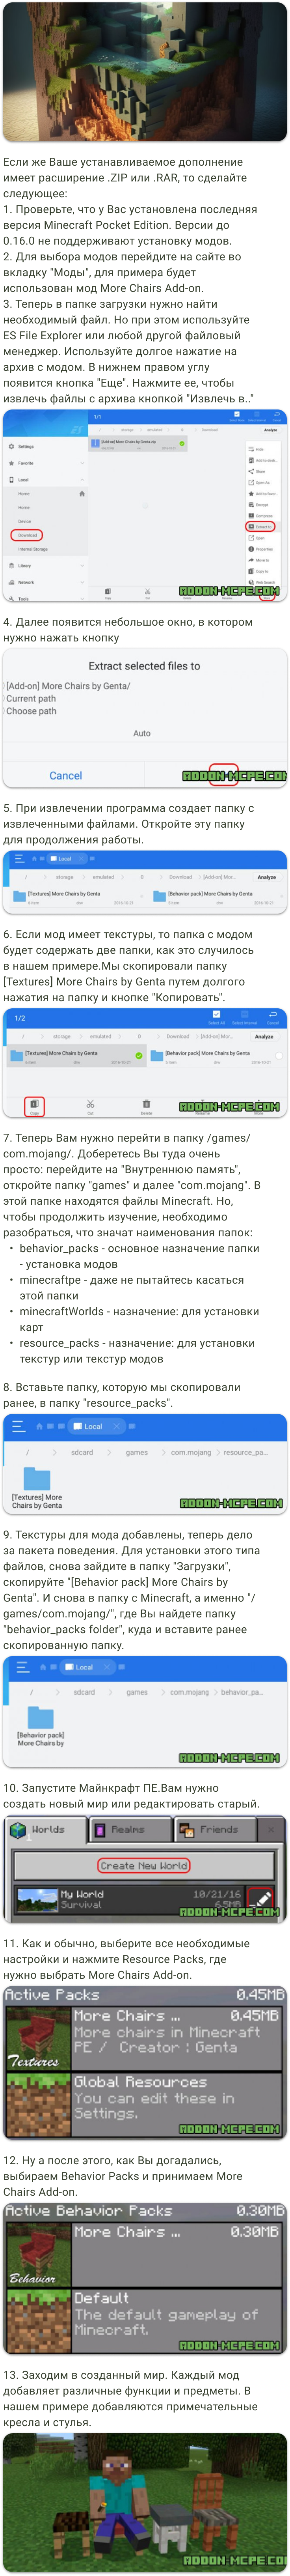 Если же Ваше устанавливаемое дополнение
имеет расширение .ZIP или .RAR, то сделайте
следующее:
1. Проверьте, что у Вас установлена последняя
версия Minecraft Pocket Edition. Версии до
0.16.0 не поддерживают установку модов.
2. Для выбора модов перейдите на сайте во
вкладку "Моды", для примера будет
использован мод More Chairs Add-on.
3. Теперь в папке загрузки нужно найти
необходимый файл. Но при этом используйте
ES File Explorer или любой другой файловый
менеджер. Используйте долгое нажатие на
архив с модом. В нижнем правом углу
появится кнопка "Еще". Нажмите ее, чтобы
извлечь файлы с архива кнопкой "Извлечь в.."
1/1
Settings
/ storage emulated 0 Download Analyze
[Add-on] More Chairs by Genta.zip
Favorite
Local
Home
Home
Device
Download
Internal Storage
Library
Network
Tools
Hide
Share
Encrypt
Compress
Extract to
Open
Properties
Move to
Copy to
ADDON-MCPE.COM
4. Далее появится небольшое окно, в котором
нужно нажать кнопку
Extract selected files to
[Add-on] More Chairs by Genta/
Current path
Choose path
Auto
Cancel
ADDON-MCPE.COM
5. При извлечении программа создает папку с
извлеченными файлами. Откройте эту папку
для продолжения работы.
Local
/ storage emulated 0 Download [Add-on] Mor... Analyze
[Textures] More Chairs by Genta
[Behavior pack] More Chairs by Genta
6. Если мод имеет текстуры, то папка с модом
будет содержать две папки, как это случилось
в нашем примере.Мы скопировали папку
[Textures] More Chairs by Genta путем долгого
нажатия на папку и кнопке "Копировать".
1/2
Select All Select interval Cancel
/ storage emulated 0 Download [Add-on] Mor... Analyze
[Textures] More Chairs by Genta
[Behavior pack] More Chairs by Genta
Copy Cut Delete
ADDON-MCPE.COM
7. Теперь Вам нужно перейти в папку /games/
com.mojang/. Доберетесь Вы туда очень
просто: перейдите на "Внутреннюю память",
откройте папку "games" и далее "com.mojang". В
этой папке находятся файлы Minecraft. Но,
чтобы продолжить изучение, необходимо
разобраться, что значат наименования папок:
• behavior_packs - основное назначение папки
- установка модов
• minecraftpe - даже не пытайтесь касаться
этой папки
• minecraftWorlds - назначение: для установки
карт
• resource_packs - назначение: для установки
текстур или текстур модов
8. Вставьте папку, которую мы скопировали
ранее, в папку "resource_packs".
Local
/ sdcard games com.mojang resource_pa...
[Textures] More
Chairs by Genta
ADDON-MCPE.COM
9. Текстуры для мода добавлены, теперь дело
за пакета поведения. Для установки этого типа
файлов, снова зайдите в папку "Загрузки",
скопируйте "[Behavior pack] More Chairs by
Genta". И снова в папку с Minecraft, а именно "/
games/com.mojang/", где Вы найдете папку
"behavior_packs folder", куда и вставите ранее
скопированную папку.
Local
/ sdcard games com.mojang behavior_pa...
[Behavior pack]
More Chairs by
ADDON-MCPE.COM
10. Запустите Майнкрафт ПЕ.Вам нужно
создать новый мир или редактировать старый.
Worlds Realms Friends
Create New World
My World 10/21/16
Survival 6.5MB
ADDON-MCPE.COM
11. Как и обычно, выберите все необходимые
настройки и нажмите Resource Packs, где
нужно выбрать More Chairs Add-on.
Active Packs 0.45MB
More Chairs ... 0.45MB
More chairs in Minecraft
PE / Creator : Genta
Textures
Global Resources
You can edit these in
Settings.
ADDON-MCPE.COM
12. Ну а после этого, как Вы догадались,
выбираем Behavior Packs и принимаем More
Chairs Add-on.
Active Behavior Packs 0.30MB
More Chairs ... 0.30MB
Behavior
Default
The default gameplay of
Minecraft.
ADDON-MCPE.COM
13. Заходим в созданный мир. Каждый мод
добавляет различные функции и предметы. В
нашем примере добавляются примечательные
кресла и стулья.
ADDON-MCPE.CO